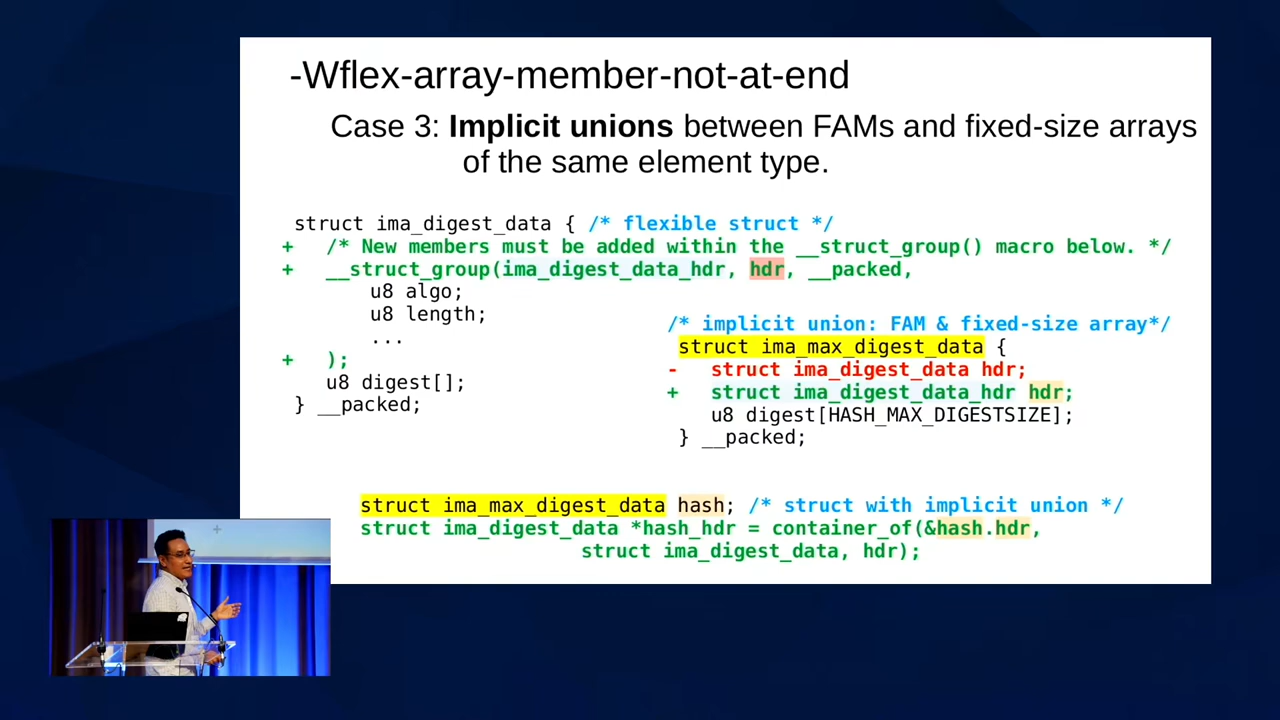 -Wflex-array-member-not-at-end
Case 3: Implicit unions between FAMs and fixed-size arrays
of the same element type.
struct ima_digest_data { /* flexible struct */
+ /* New members must be added within the __struct_group() macro below. */
+ __struct_group(ima_digest_data_hdr, hdr, __packed,
u8 algo;
u8 length;
...
+ );
u8 digest[];
} __packed;
/* implicit union: FAM & fixed-size array*/
struct ima_max_digest_data {
- struct ima_digest_data hdr;
+ struct ima_digest_data_hdr hdr;
u8 digest[HASH_MAX_DIGESTSIZE];
} __packed;
struct ima_max_digest_data hash; /* struct with implicit union */
struct ima_digest_data *hash_hdr = container_of(&hash.hdr,
struct ima_digest_data, hdr);